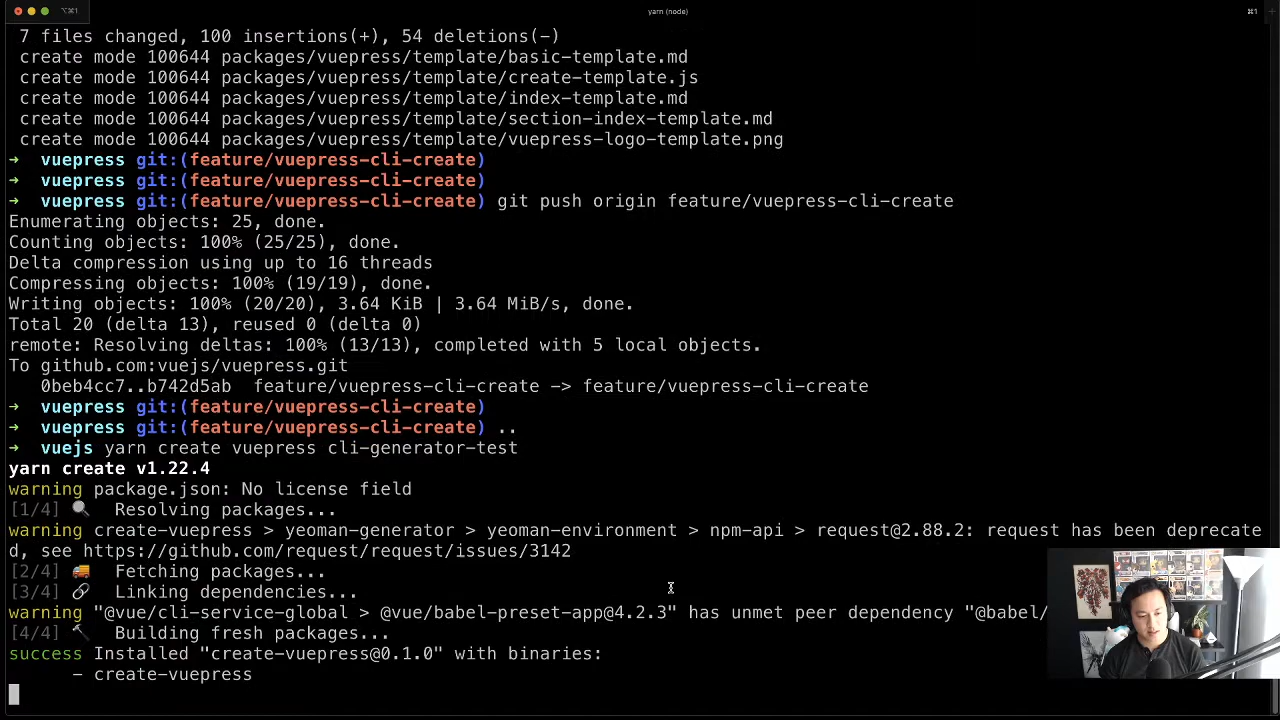 ⌥⌘1
yarn (node)
⌘1
7 files changed, 100 insertions(+), 54 deletions(-)
create mode 100644 packages/vuepress/template/basic-template.md
create mode 100644 packages/vuepress/template/create-template.js
create mode 100644 packages/vuepress/template/index-template.md
create mode 100644 packages/vuepress/template/section-index-template.md
create mode 100644 packages/vuepress/template/vuepress-logo-template.png
➜ vuepress git:(feature/vuepress-cli-create)
➜ vuepress git:(feature/vuepress-cli-create)
➜ vuepress git:(feature/vuepress-cli-create) git push origin feature/vuepress-cli-create
Enumerating objects: 25, done.
Counting objects: 100% (25/25), done.
Delta compression using up to 16 threads
Compressing objects: 100% (19/19), done.
Writing objects: 100% (20/20), 3.64 KiB | 3.64 MiB/s, done.
Total 20 (delta 13), reused 0 (delta 0)
remote: Resolving deltas: 100% (13/13), completed with 5 local objects.
To github.com:vuejs/vuepress.git
0beb4cc7..b742d5ab feature/vuepress-cli-create -> feature/vuepress-cli-create
➜ vuepress git:(feature/vuepress-cli-create)
➜ vuepress git:(feature/vuepress-cli-create) ..
➜ vuejs yarn create vuepress cli-generator-test
yarn create v1.22.4
warning package.json: No license field
[1/4] 🔍 Resolving packages...
warning create-vuepress > yeoman-generator > yeoman-environment > npm-api > request@2.88.2: request has been deprecate
d, see https://github.com/request/request/issues/3142
[2/4] 🚚 Fetching packages...
[3/4] 🔗 Linking dependencies...
warning "@vue/cli-service-global > @vue/babel-preset-app@4.2.3" has unmet peer dependency "@babel/
[4/4] 🔨 Building fresh packages...
success Installed "create-vuepress@0.1.0" with binaries:
- create-vuepress